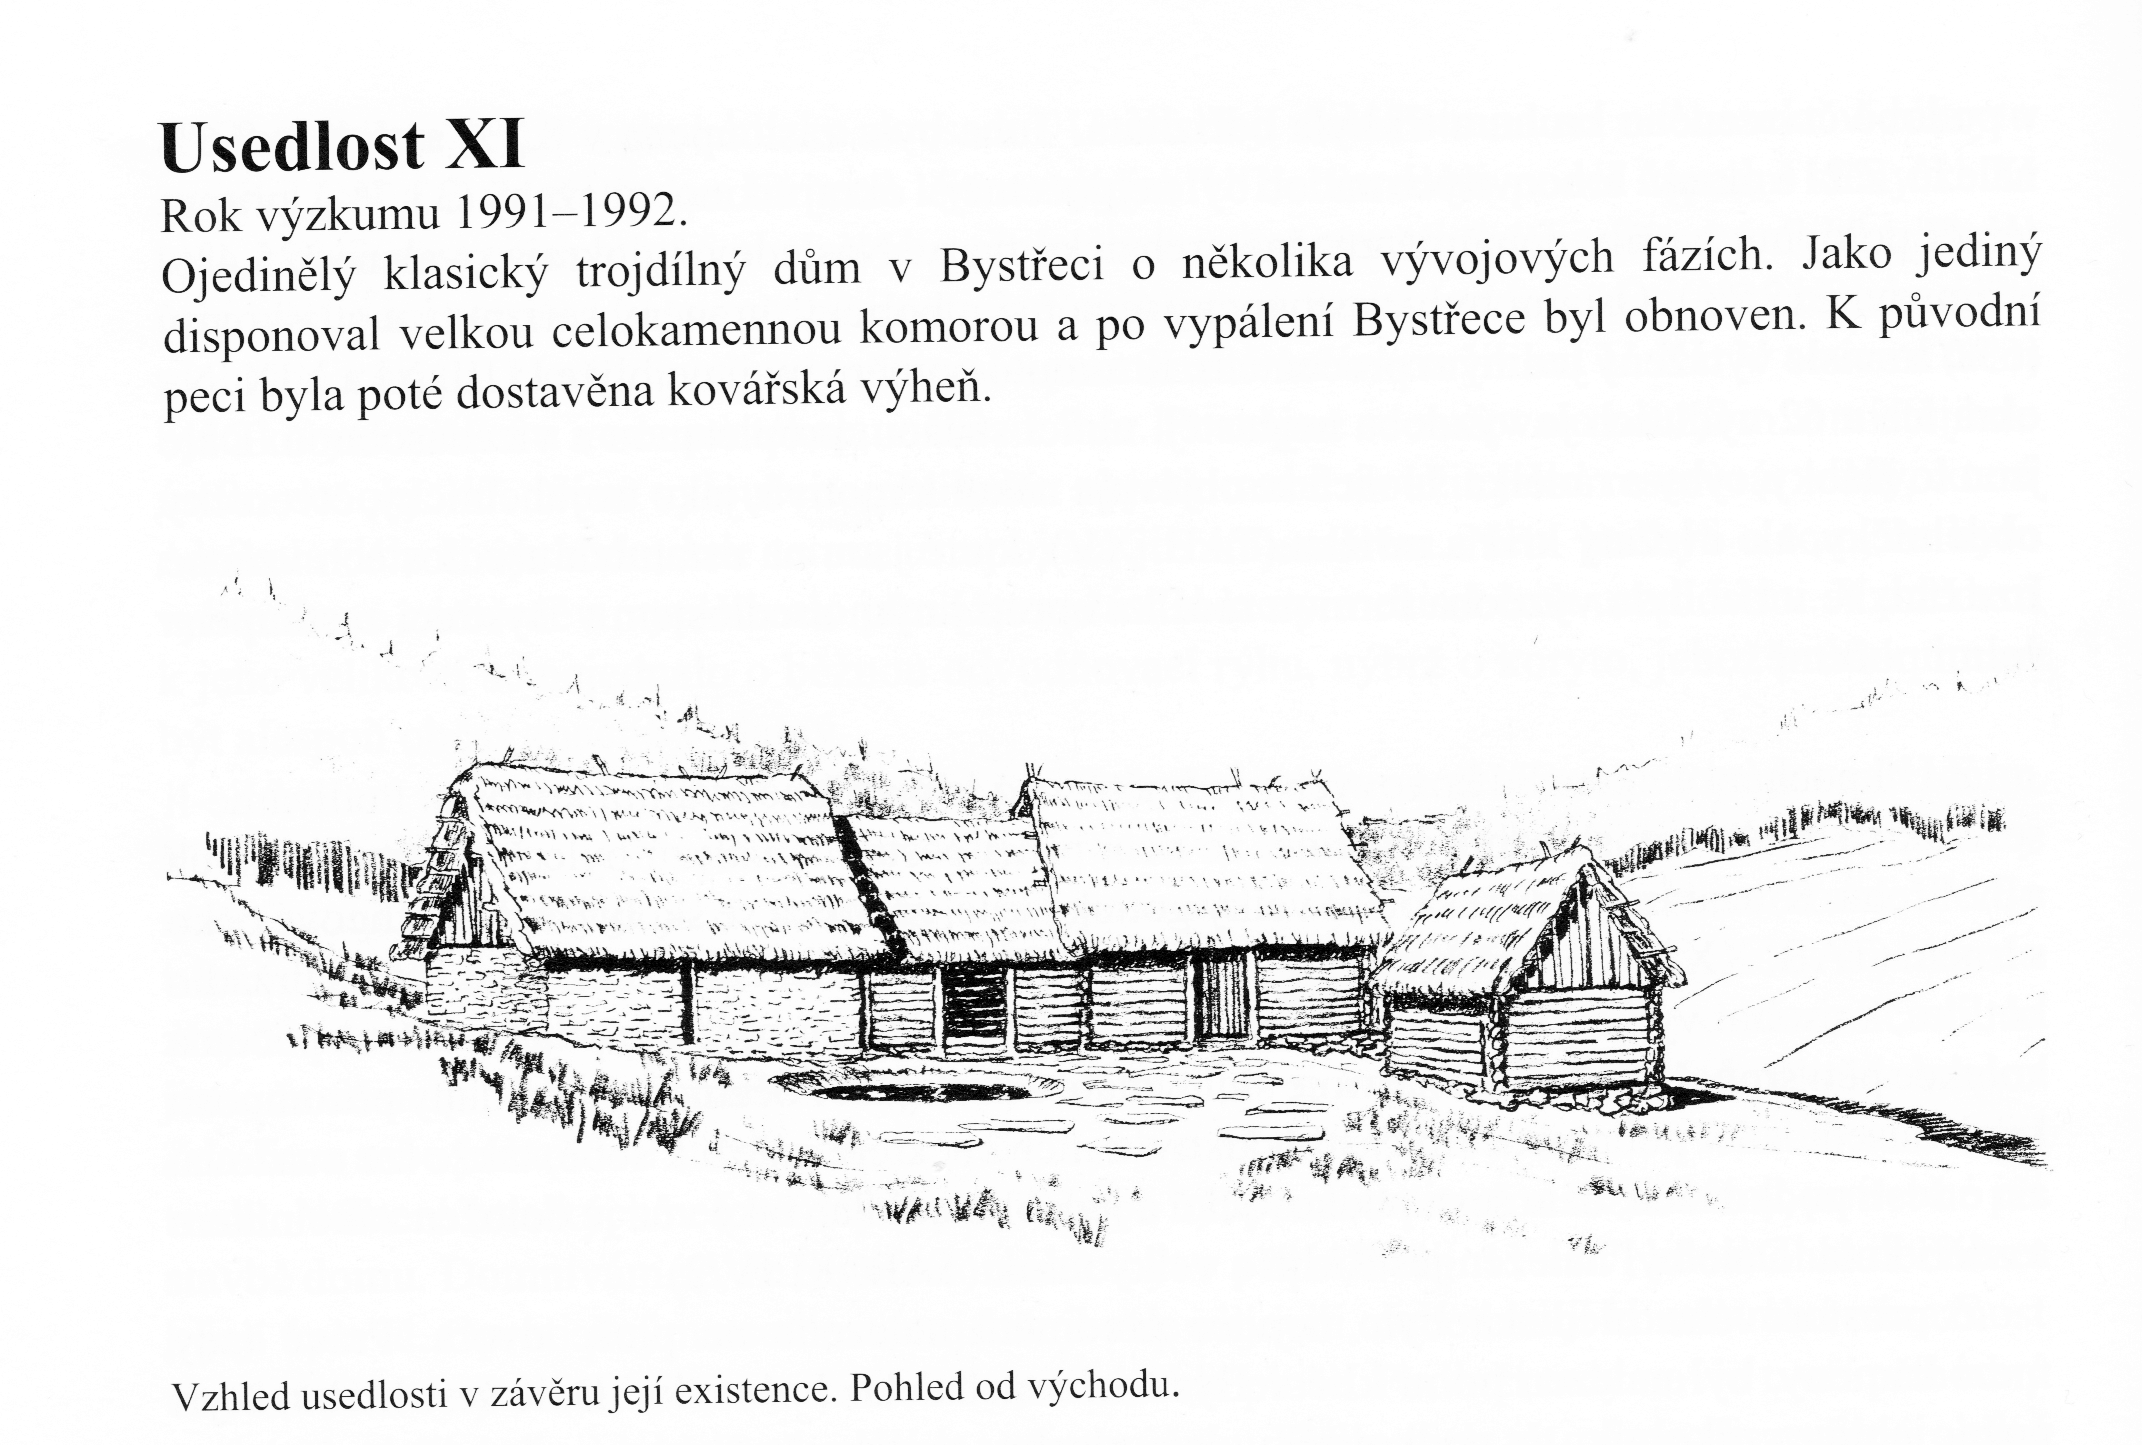 Usedlost XI
Rok výzkumu 1991–1992.
Ojedinělý klasický trojdílný dům v Bystřeci o několika vývojových fázích. Jako jediný
disponoval velkou celokamennou komorou a po vypálení Bystřece byl obnoven. K původní
peci byla poté dostavěna kovářská výheň.
Vzhled usedlosti v závěru její existence. Pohled od východu.